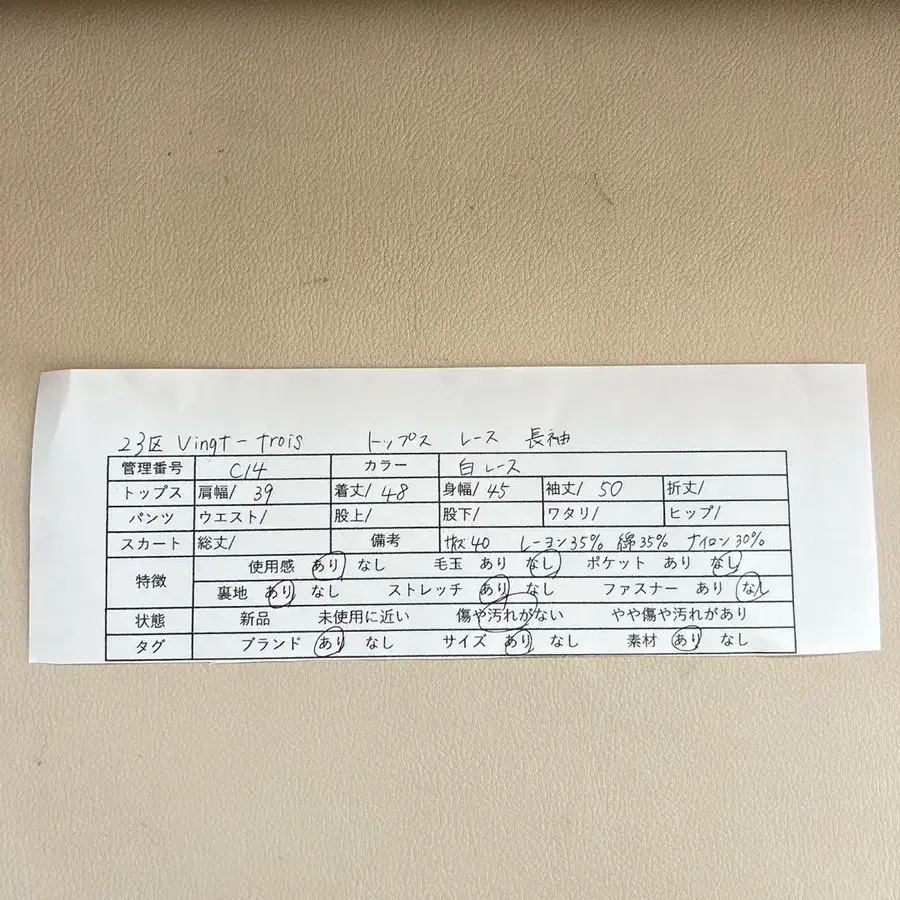 23区 Vingt-trois トップス レース 長袖
管理番号 C14 カラー 白レース
トップス 肩幅/ 39 着丈/ 48 身幅/ 45 袖丈/ 50 折丈/
パンツ ウエスト/ 股上/ 股下/ ワタリ/ ヒップ/
スカート 総丈/ 備考 サイズ40 レーヨン35% 綿35% ナイロン30%
特徴 使用感 あり なし 毛玉 あり なし ポケット あり なし
裏地 あり なし ストレッチ あり なし ファスナー あり なし
状態 新品 未使用に近い 傷や汚れがない やや傷や汚れがあり
タグ ブランド あり なし サイズ あり なし 素材 あり なし